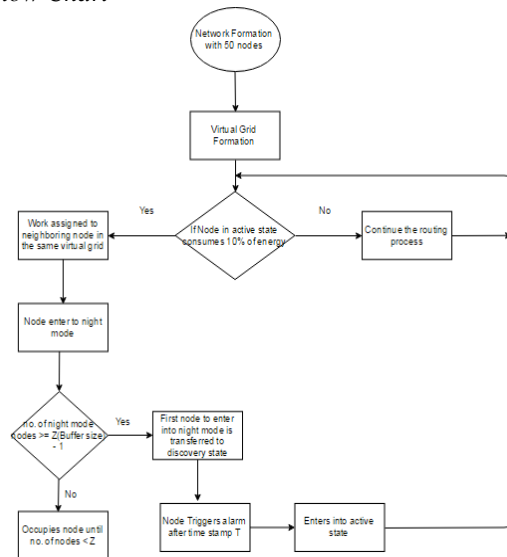 Network Formation
with 50 nodes
Virtual Grid
Formation
Yes
No
Work assigned to
neighboring node in
the same virtual grid
If Node in active state
consumes 10% of energy
Continue the routing
process
Node enter to night
mode
no. of night mode
nodes >= Z(Buffer size)
- 1
Yes
First node to enter
into night mode is
transferred to
discovery state
No
Occupies node until
no. of nodes < Z
Node Triggers alarm
after time stamp T
Enters into active
state